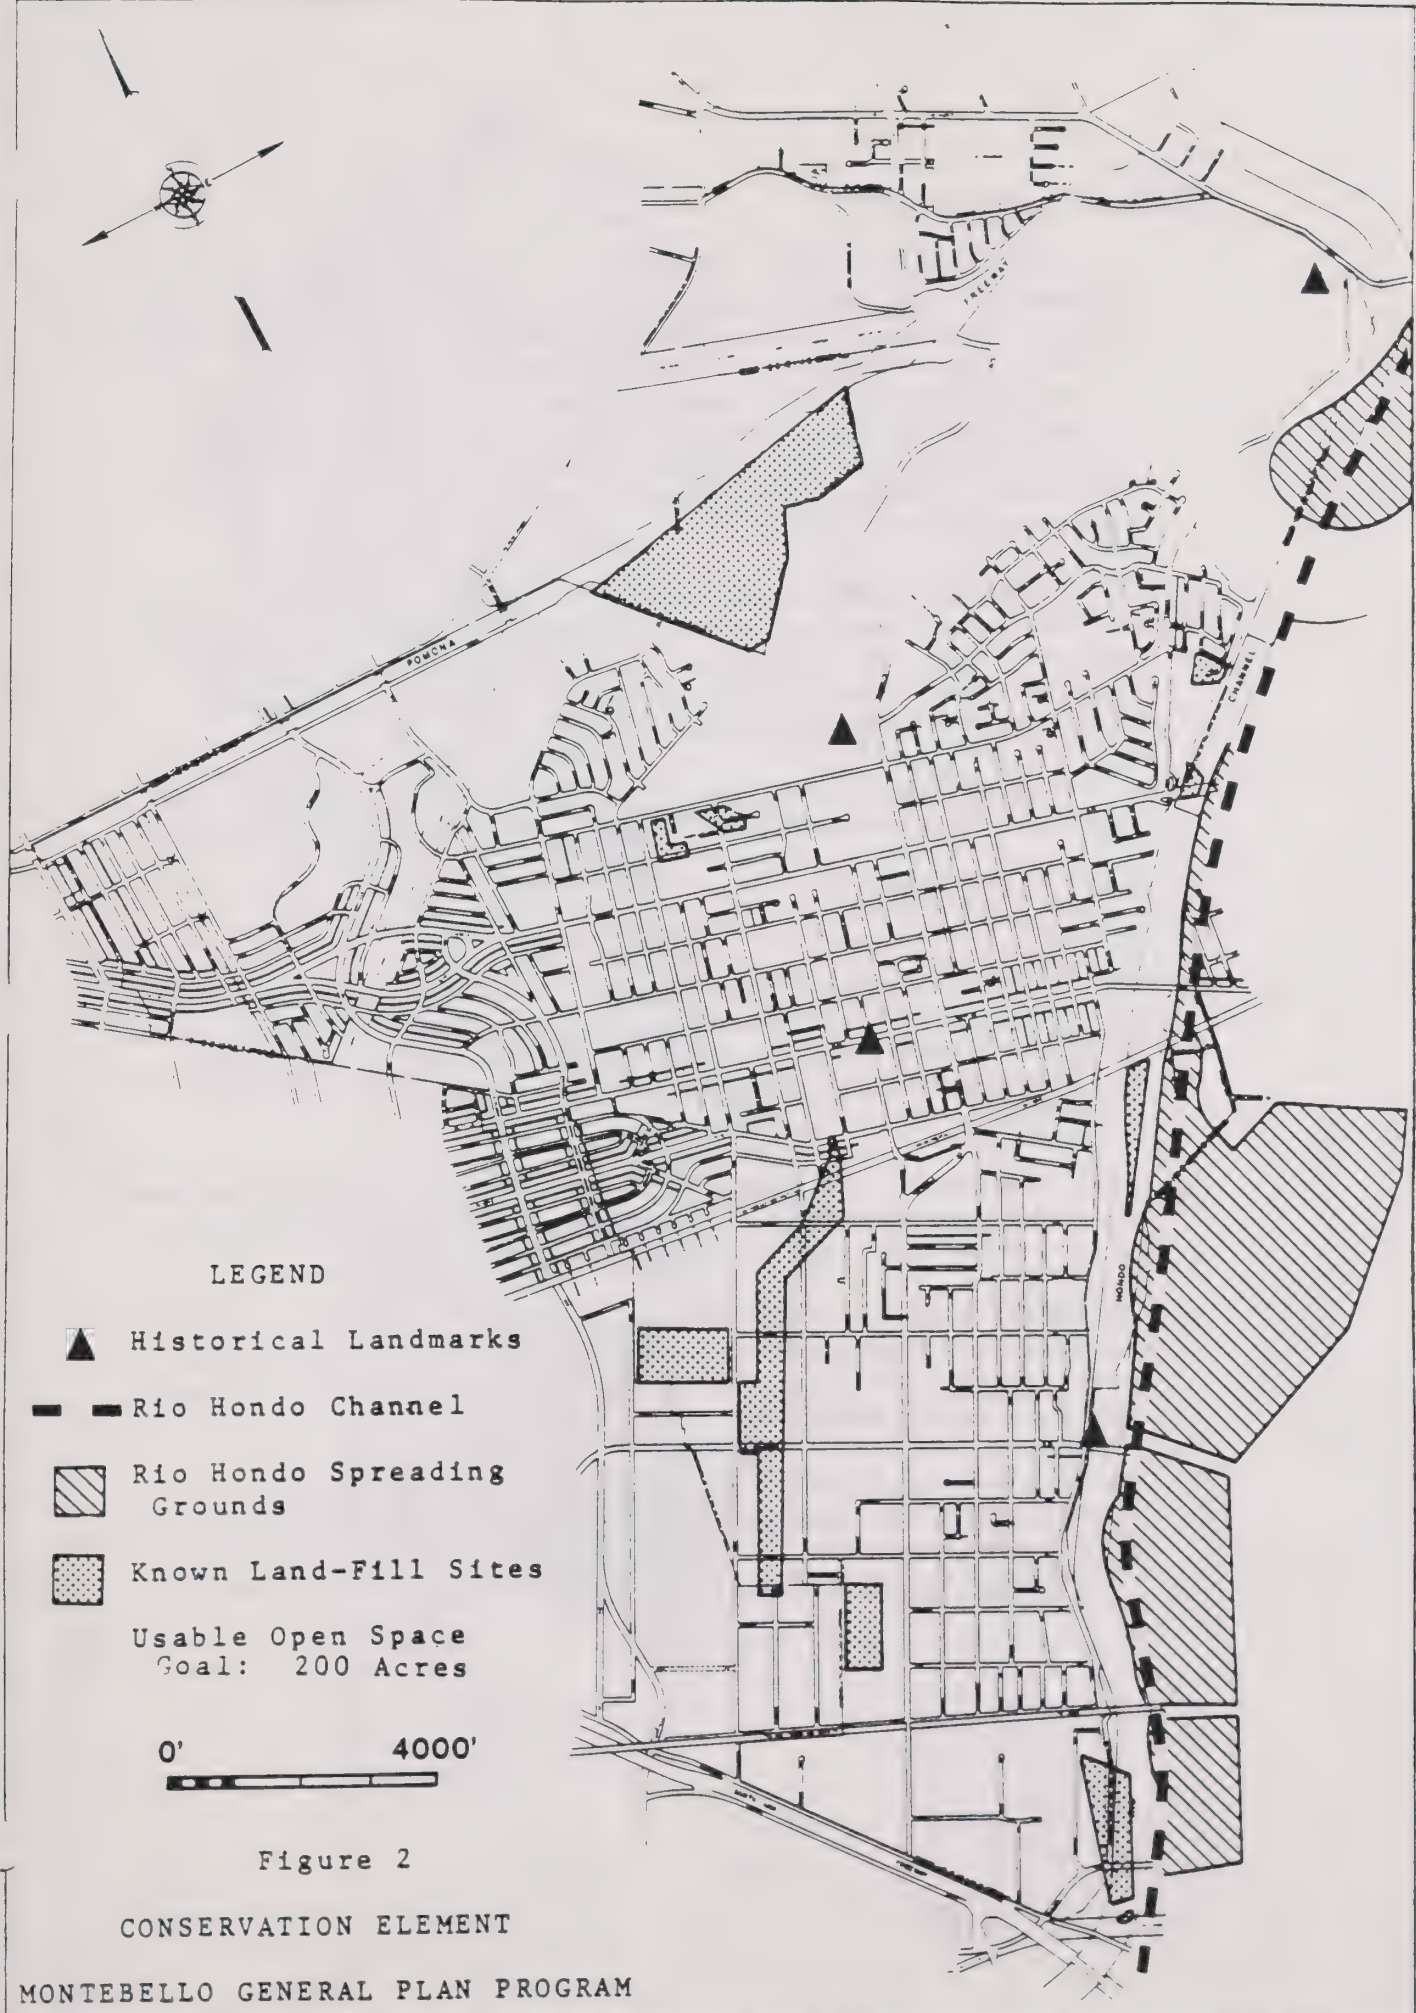 FREEWAY
POMONA
CHANNEL
HONDO
LEGEND
Historical Landmarks
Rio Hondo Channel
Rio Hondo Spreading
Grounds
Known Land-Fill Sites
Usable Open Space
Goal: 200 Acres
0' 4000'
Figure 2
CONSERVATION ELEMENT
MONTEBELLO GENERAL PLAN PROGRAM